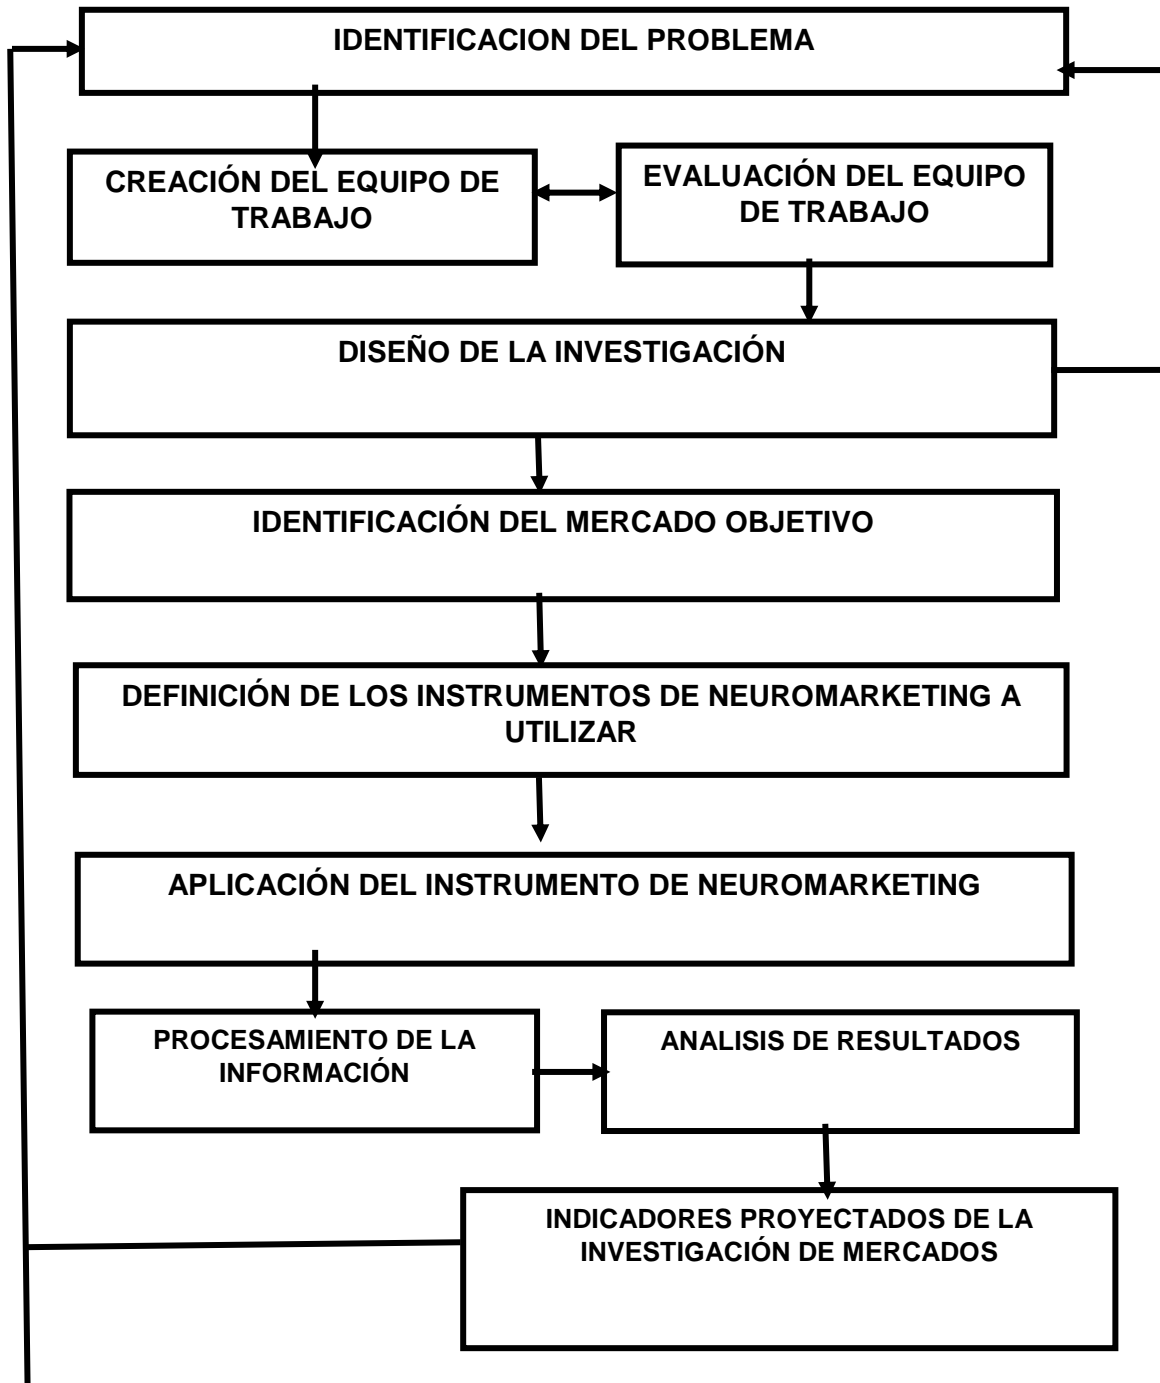 IDENTIFICACION DEL PROBLEMA
CREACIÓN DEL EQUIPO DE
TRABAJO
EVALUACIÓN DEL EQUIPO
DE TRABAJO
DISEÑO DE LA INVESTIGACIÓN
IDENTIFICACIÓN DEL MERCADO OBJETIVO
DEFINICIÓN DE LOS INSTRUMENTOS DE NEUROMARKETING A
UTILIZAR
APLICACIÓN DEL INSTRUMENTO DE NEUROMARKETING
PROCESAMIENTO DE LA
INFORMACIÓN
ANALISIS DE RESULTADOS
INDICADORES PROYECTADOS DE LA
INVESTIGACIÓN DE MERCADOS